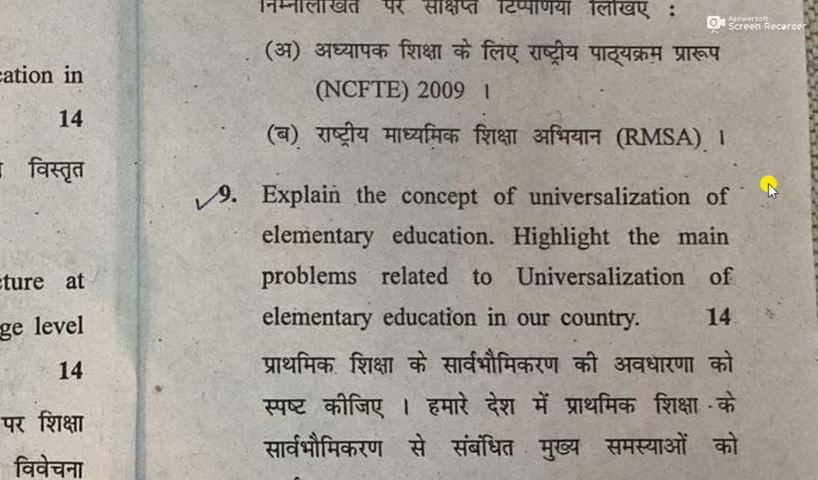 निम्नलिखित पर संक्षिप्त टिप्पणियाँ लिखिए :
Apowersoft
Screen Recorder
(अ) अध्यापक शिक्षा के लिए राष्ट्रीय पाठ्यक्रम प्रारूप
(NCFTE) 2009 ।
(ब) राष्ट्रीय माध्यमिक शिक्षा अभियान (RMSA) ।
9. Explain the concept of universalization of
elementary education. Highlight the main
problems related to Universalization of
elementary education in our country. 14
प्राथमिक शिक्षा के सार्वभौमिकरण की अवधारणा को
स्पष्ट कीजिए । हमारे देश में प्राथमिक शिक्षा के
सार्वभौमिकरण से संबंधित मुख्य समस्याओं को
ation in
14
विस्तृत
ture at
ge level
14
पर शिक्षा
विवेचना